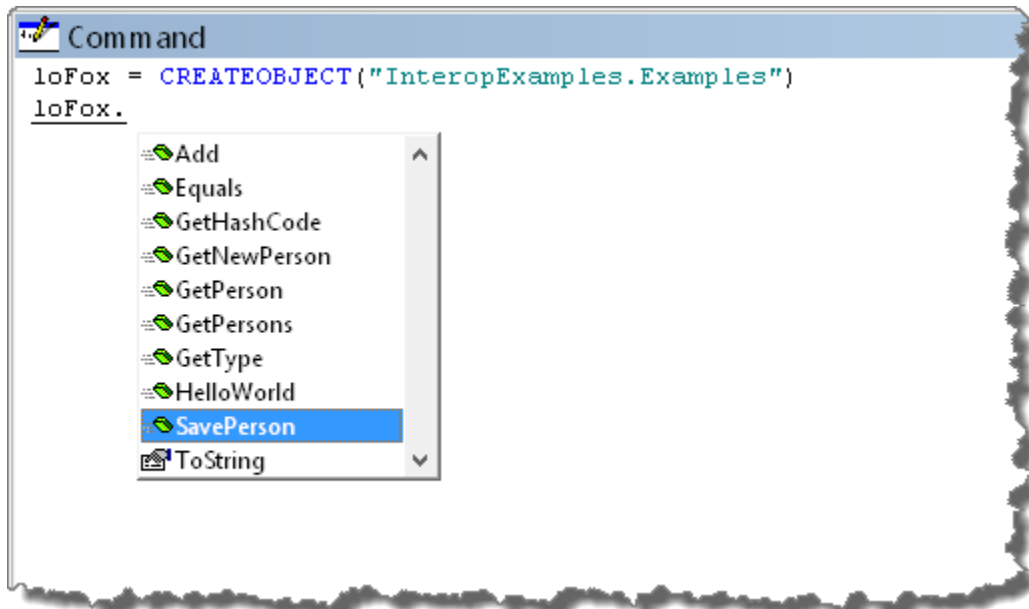 Command
loFox = CREATEOBJECT("InteropExamples.Examples")
loFox.
Add
Equals
GetHashCode
GetNewPerson
GetPerson
GetPersons
GetType
HelloWorld
SavePerson
ToString